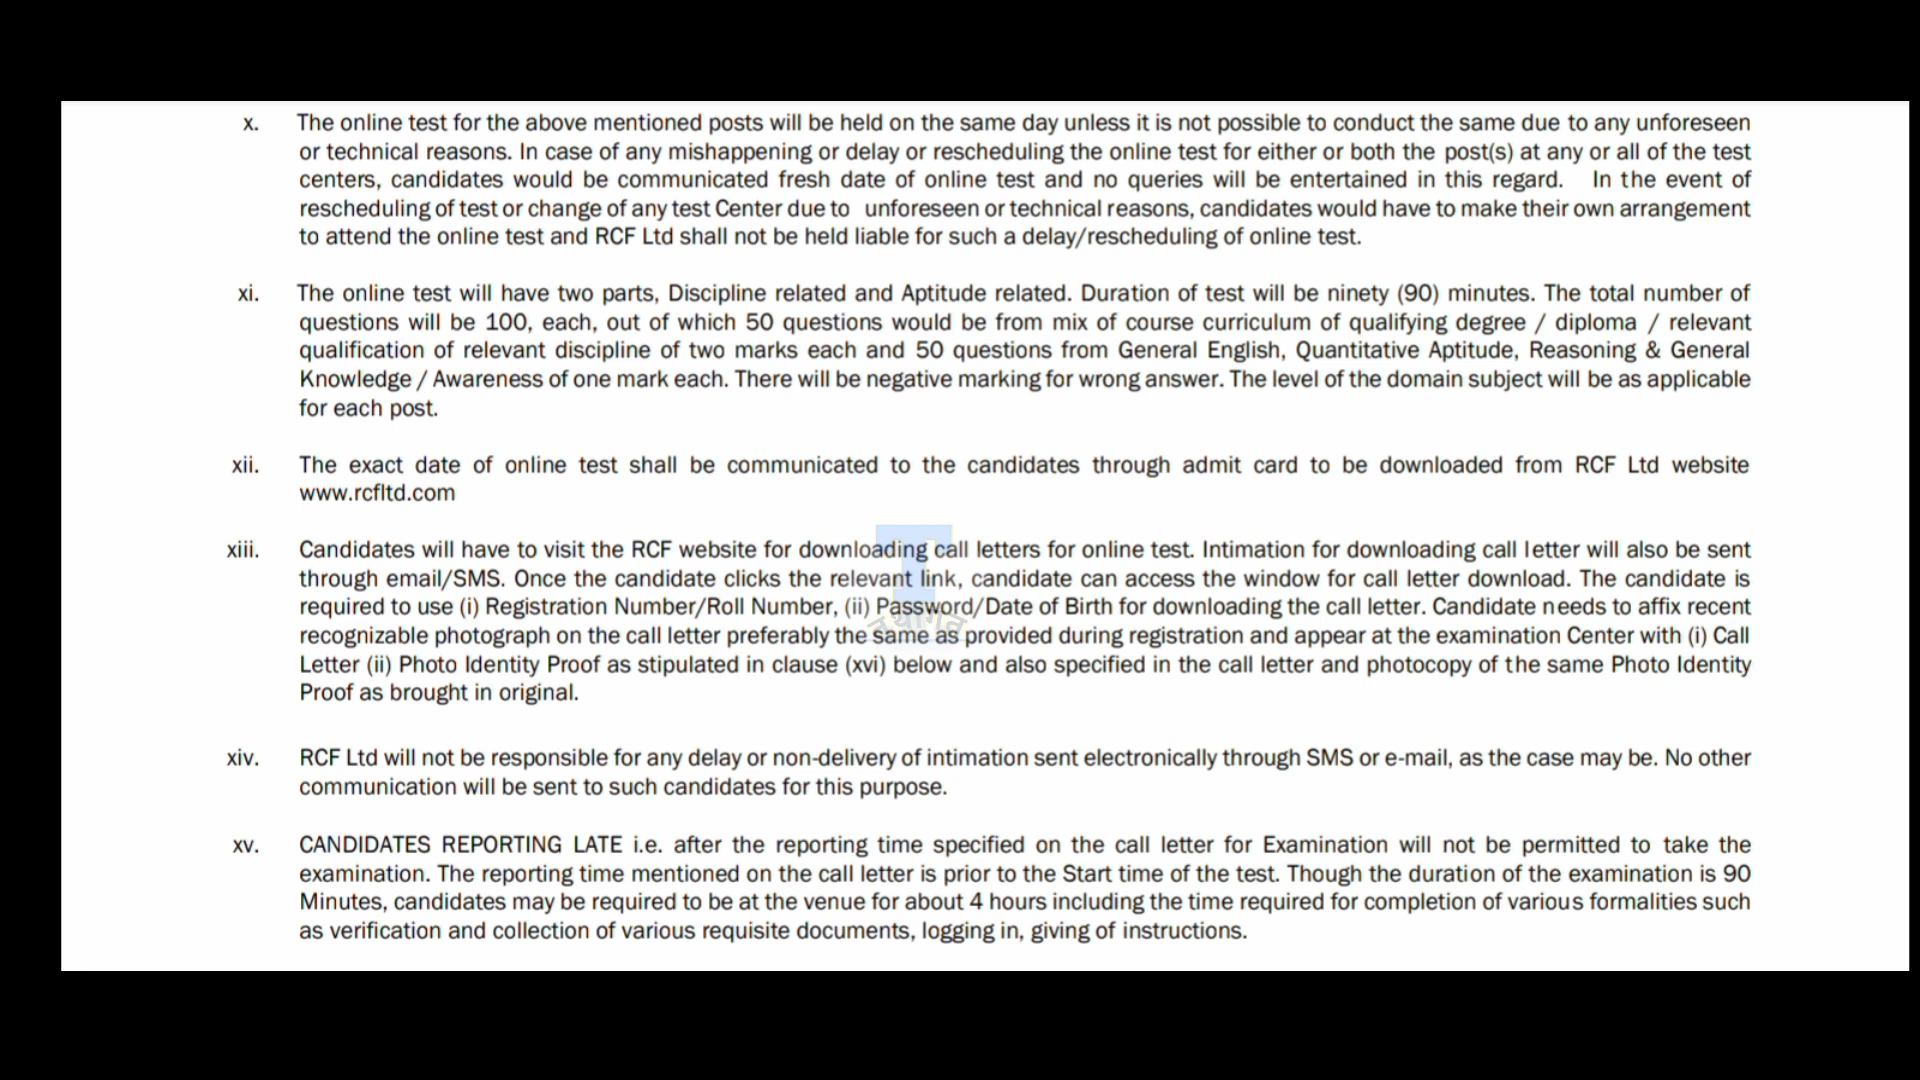 x. The online test for the above mentioned posts will be held on the same day unless it is not possible to conduct the same due to any unforeseen
or technical reasons. In case of any mishappening or delay or rescheduling the online test for either or both the post(s) at any or all of the test
centers, candidates would be communicated fresh date of online test and no queries will be entertained in this regard. In the event of
rescheduling of test or change of any test Center due to unforeseen or technical reasons, candidates would have to make their own arrangement
to attend the online test and RCF Ltd shall not be held liable for such a delay/rescheduling of online test.
xi. The online test will have two parts, Discipline related and Aptitude related. Duration of test will be ninety (90) minutes. The total number of
questions will be 100, each, out of which 50 questions would be from mix of course curriculum of qualifying degree / diploma / relevant
qualification of relevant discipline of two marks each and 50 questions from General English, Quantitative Aptitude, Reasoning & General
Knowledge / Awareness of one mark each. There will be negative marking for wrong answer. The level of the domain subject will be as applicable
for each post.
xii. The exact date of online test shall be communicated to the candidates through admit card to be downloaded from RCF Ltd website
www.rcfltd.com
xiii. Candidates will have to visit the RCF website for downloading call letters for online test. Intimation for downloading call letter will also be sent
through email/SMS. Once the candidate clicks the relevant link, candidate can access the window for call letter download. The candidate is
required to use (i) Registration Number/Roll Number, (ii) Password/Date of Birth for downloading the call letter. Candidate needs to affix recent
recognizable photograph on the call letter preferably the same as provided during registration and appear at the examination Center with (i) Call
Letter (ii) Photo Identity Proof as stipulated in clause (xvi) below and also specified in the call letter and photocopy of the same Photo Identity
Proof as brought in original.
xiv. RCF Ltd will not be responsible for any delay or non-delivery of intimation sent electronically through SMS or e-mail, as the case may be. No other
communication will be sent to such candidates for this purpose.
xv. CANDIDATES REPORTING LATE i.e. after the reporting time specified on the call letter for Examination will not be permitted to take the
examination. The reporting time mentioned on the call letter is prior to the Start time of the test. Though the duration of the examination is 90
Minutes, candidates may be required to be at the venue for about 4 hours including the time required for completion of various formalities such
as verification and collection of various requisite documents, logging in, giving of instructions.